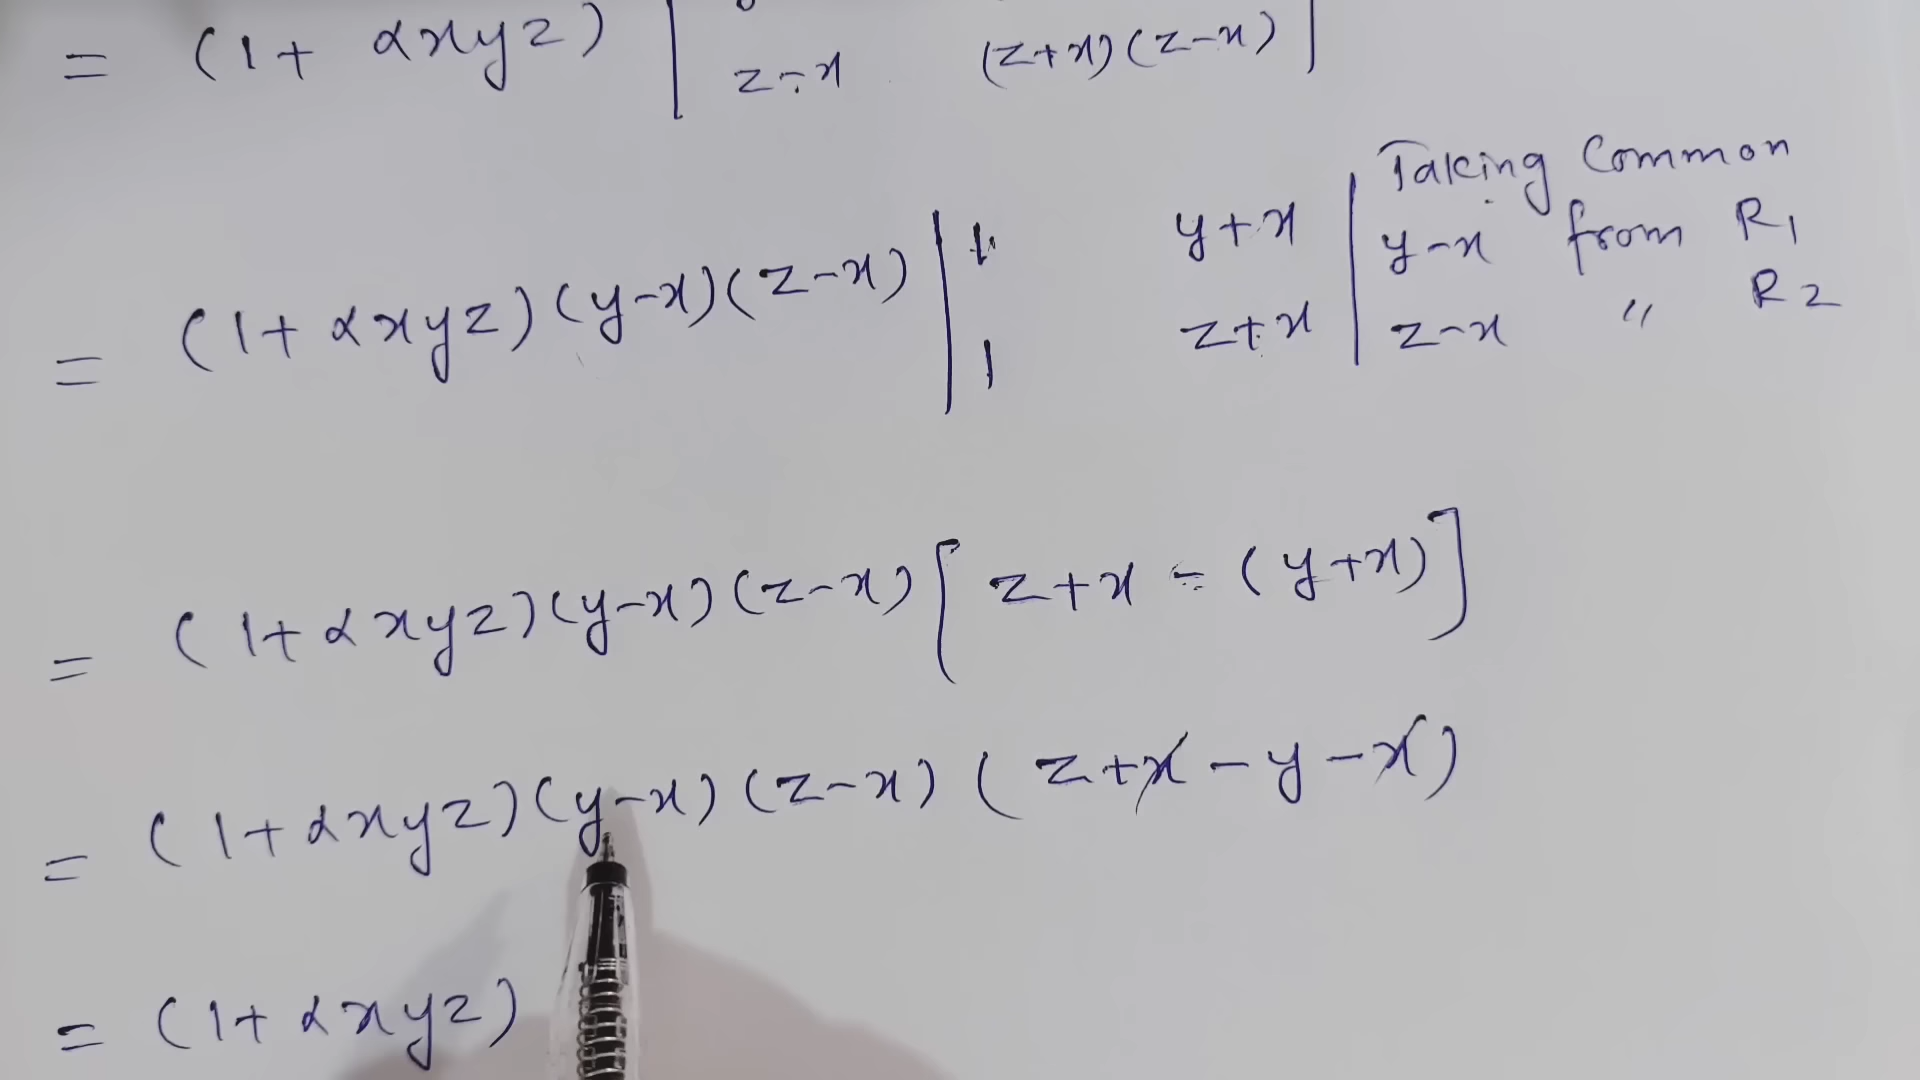 = (1 + αxyz) | z-x (z+x)(z-x) |
= (1 + αxyz)(y-x)(z-x) | 1 y+x | Taking Common
y-x from R1
1 z+x | z-x " R2
= (1+αxyz)(y-x)(z-x)[z+x - (y+x)]
= (1+αxyz)(y-x)(z-x)(z+x-y-x)
= (1+αxyz)